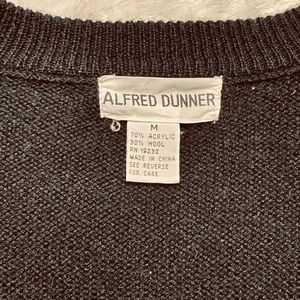 ALFRED DUNNER
M
70% ACRYLIC
30% WOOL
RN 19232
MADE IN CHINA
SEE REVERSE
FOR CARE